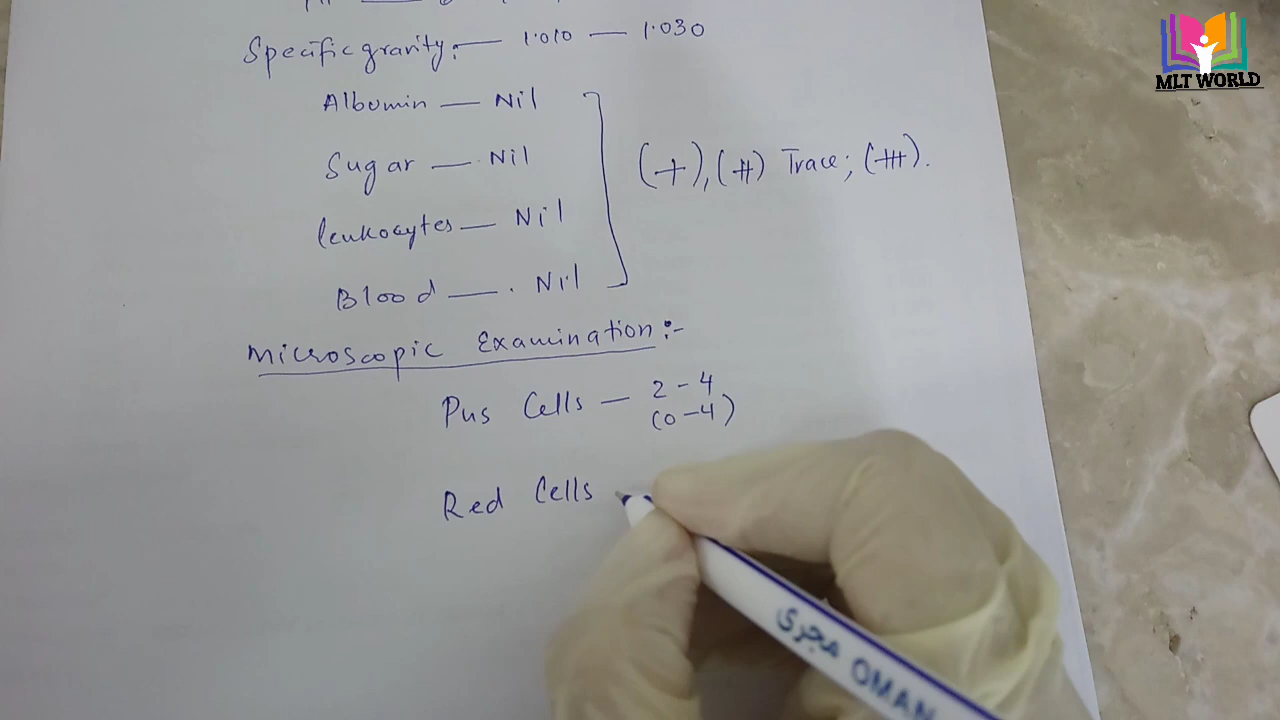 Specific gravity:— 1.010 — 1.030
MLT WORLD
Albumin — Nil
Sugar — Nil
(+), (++) Trace; (+++).
leukocytes — Nil
Blood — . Nil
Microscopic Examination:-
Pus Cells — 2 - 4
(0 - 4)
Red Cells
مجرى OMAN